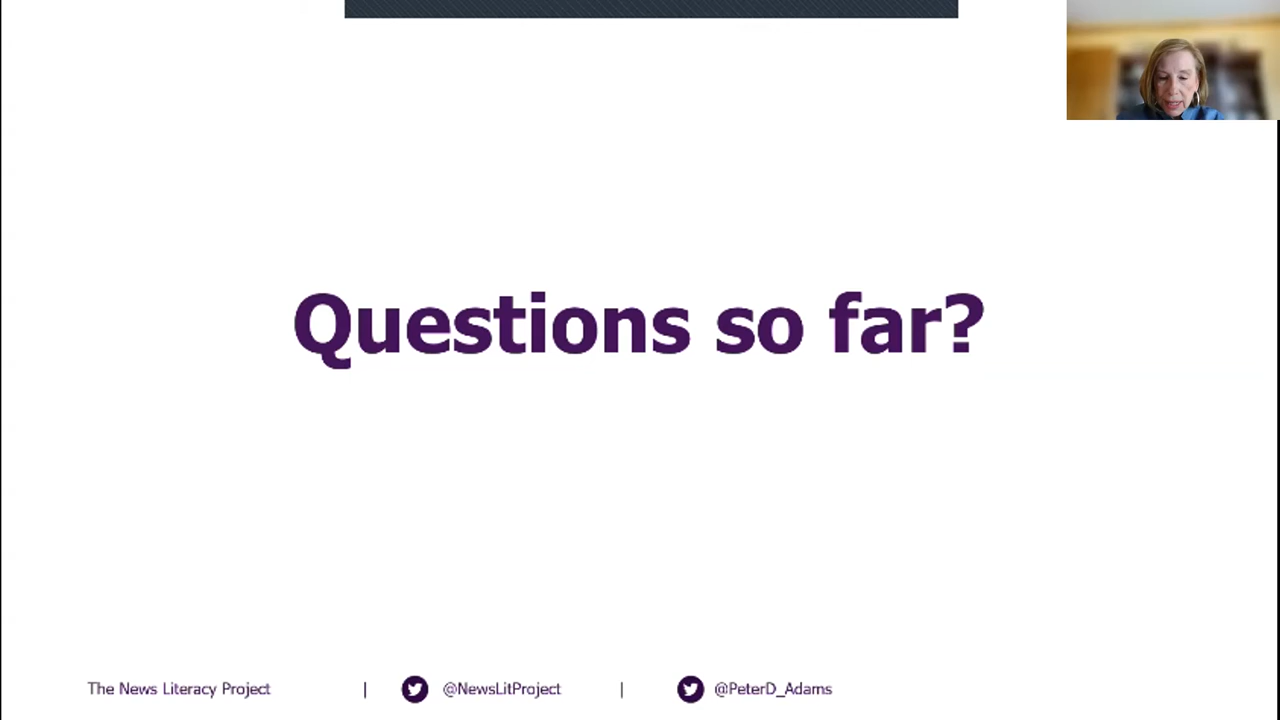 Questions so far?
The News Literacy Project | @NewsLitProject | @PeterD_Adams